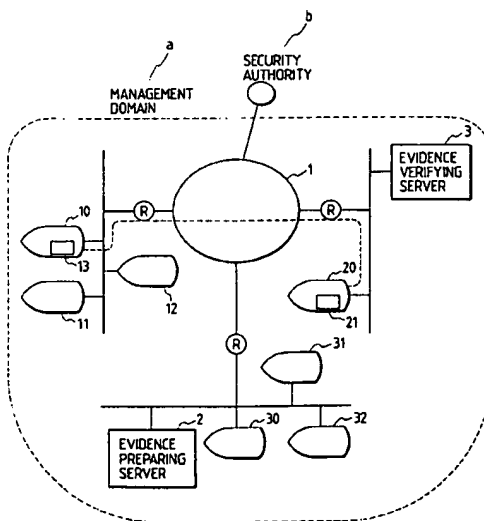 b
a
SECURITY
AUTHORITY
MANAGEMENT
DOMAIN
3
1
EVIDENCE
VERIFYING
SERVER
10
R
R
20
13
11
12
21
R
31
2
30
32
EVIDENCE
PREPARING
SERVER